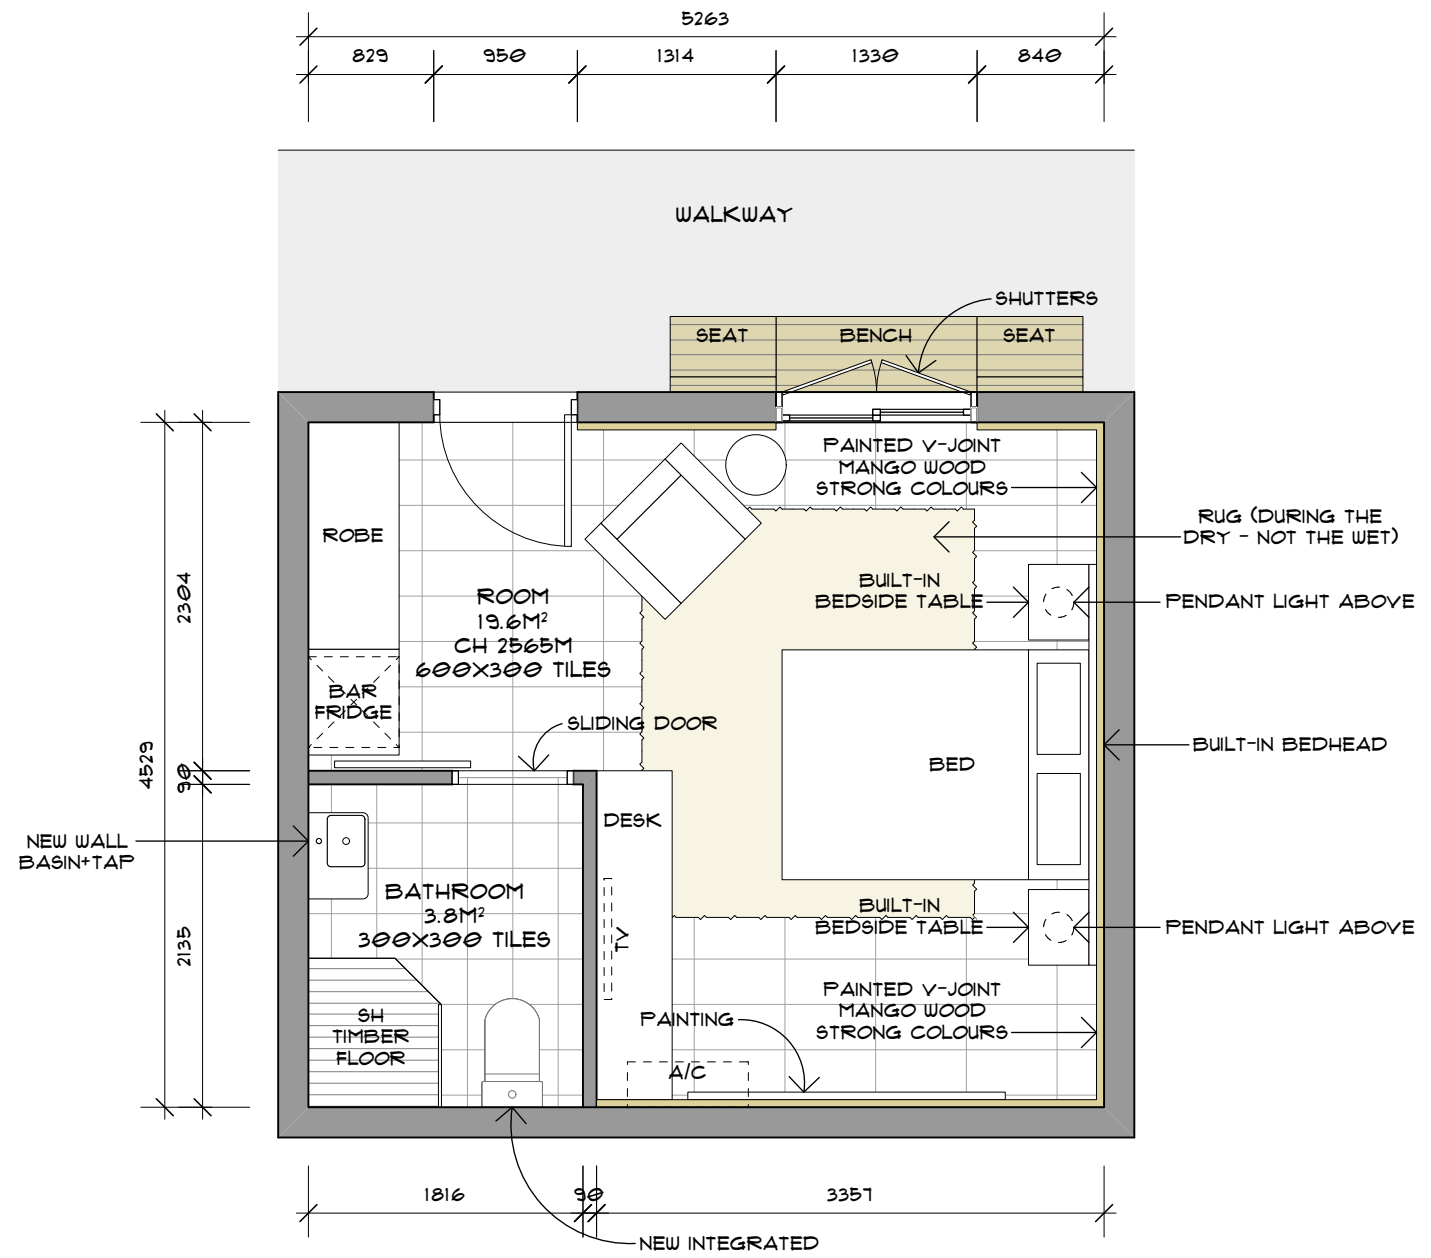 5263
829 950 1314 1330 840
WALKWAY
SHUTTERS
SEAT BENCH SEAT
PAINTED V-JOINT
MANGO WOOD
STRONG COLOURS
RUG (DURING THE
DRY - NOT THE WET)
ROBE
BUILT-IN
BEDSIDE TABLE
PENDANT LIGHT ABOVE
ROOM
19.6M²
CH 2565M
600X300 TILES
2304
BAR
FRIDGE
SLIDING DOOR
BUILT-IN BEDHEAD
4529
90
BED
DESK
NEW WALL
BASIN+TAP
BATHROOM
3.8M²
300X300 TILES
TV
BUILT-IN
BEDSIDE TABLE
PENDANT LIGHT ABOVE
2135
PAINTED V-JOINT
MANGO WOOD
STRONG COLOURS
SH
TIMBER
FLOOR
PAINTING
A/C
1816 90 3357
NEW INTEGRATED